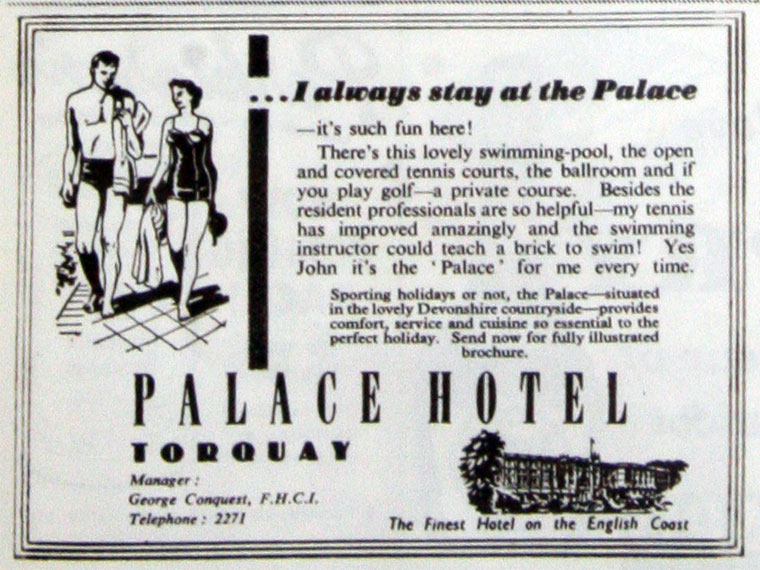 ...I always stay at the Palace
—it's such fun here!
There's this lovely swimming-pool, the open
and covered tennis courts, the ballroom and if
you play golf—a private course. Besides the
resident professionals are so helpful—my tennis
has improved amazingly and the swimming
instructor could teach a brick to swim! Yes
John it's the 'Palace' for me every time.
Sporting holidays or not, the Palace—situated
in the lovely Devonshire countryside—provides
comfort, service and cuisine so essential to the
perfect holiday. Send now for fully illustrated
brochure.
PALACE HOTEL
TORQUAY
Manager :
George Conquest, F.H.C.I.
Telephone : 2271
The Finest Hotel on the English Coast